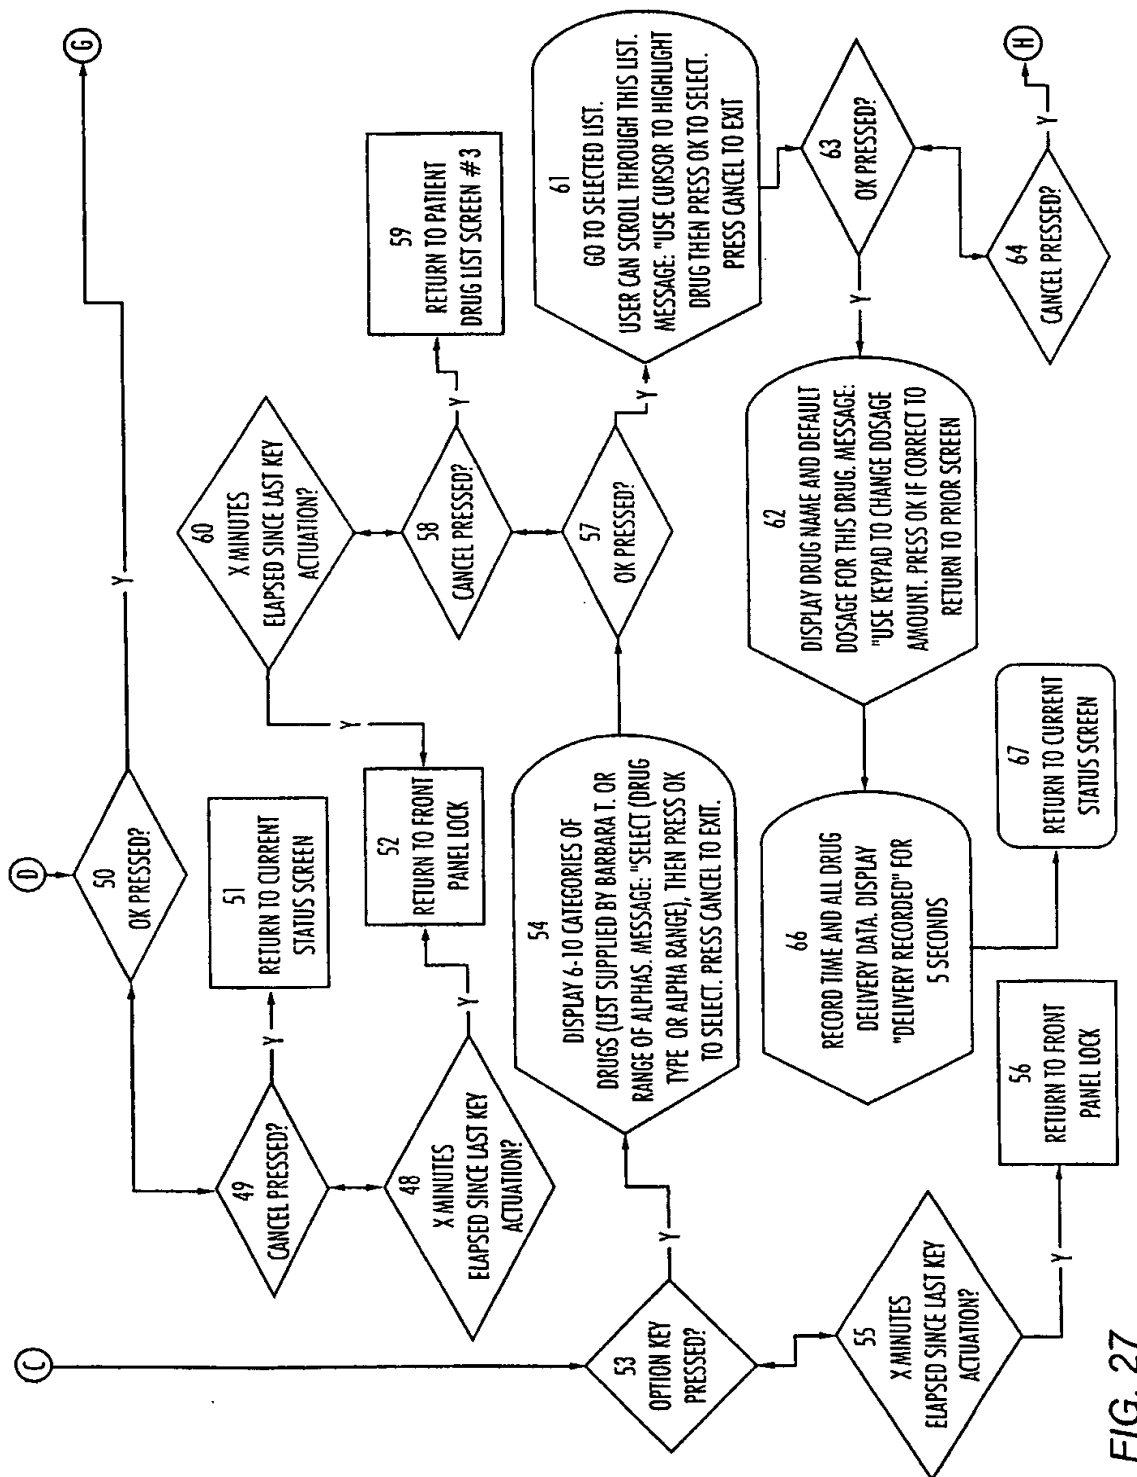 C
D
G
50
OK PRESSED?
Y
49
CANCEL PRESSED?
Y
51
RETURN TO CURRENT
STATUS SCREEN
48
X MINUTES
ELAPSED SINCE LAST KEY
ACTUATION?
Y
52
RETURN TO FRONT
PANEL LOCK
Y
60
X MINUTES
ELAPSED SINCE LAST KEY
ACTUATION?
58
CANCEL PRESSED?
Y
59
RETURN TO PATIENT
DRUG LIST SCREEN #3
53
OPTION KEY
PRESSED?
Y
54
DISPLAY 6-10 CATEGORIES OF
DRUGS (LIST SUPPLIED BY BARBARA T. OR
RANGE OF ALPHAS. MESSAGE: "SELECT (DRUG
TYPE OR ALPHA RANGE), THEN PRESS OK
TO SELECT. PRESS CANCEL TO EXIT.
57
OK PRESSED?
Y
61
GO TO SELECTED LIST.
USER CAN SCROLL THROUGH THIS LIST.
MESSAGE: "USE CURSOR TO HIGHLIGHT
DRUG THEN PRESS OK TO SELECT.
PRESS CANCEL TO EXIT
55
X MINUTES
ELAPSED SINCE LAST KEY
ACTUATION?
Y
56
RETURN TO FRONT
PANEL LOCK
66
RECORD TIME AND ALL DRUG
DELIVERY DATA. DISPLAY
"DELIVERY RECORDED" FOR
5 SECONDS
67
RETURN TO CURRENT
STATUS SCREEN
62
DISPLAY DRUG NAME AND DEFAULT
DOSAGE FOR THIS DRUG. MESSAGE:
"USE KEYPAD TO CHANGE DOSAGE
AMOUNT. PRESS OK IF CORRECT TO
RETURN TO PRIOR SCREEN
Y
63
OK PRESSED?
64
CANCEL PRESSED?
Y
H
FIG. 27